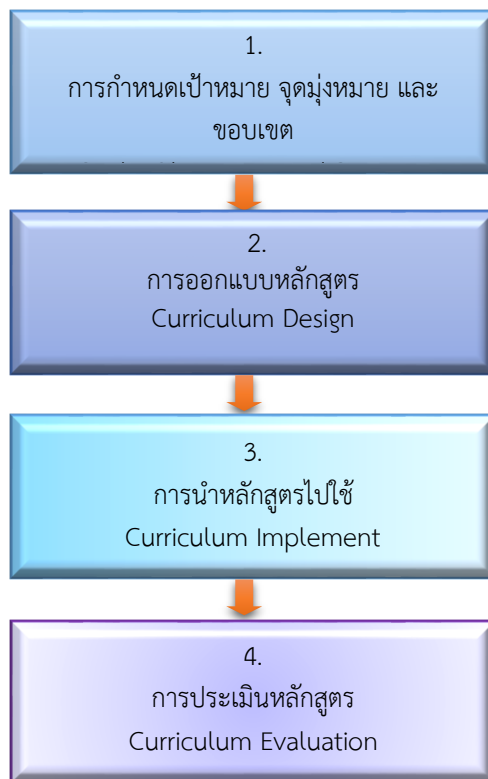 1.
การกำหนดเป้าหมาย จุดมุ่งหมาย และ
ขอบเขต
2.
การออกแบบหลักสูตร
Curriculum Design
3.
การนำหลักสูตรไปใช้
Curriculum Implement
4.
การประเมินหลักสูตร
Curriculum Evaluation